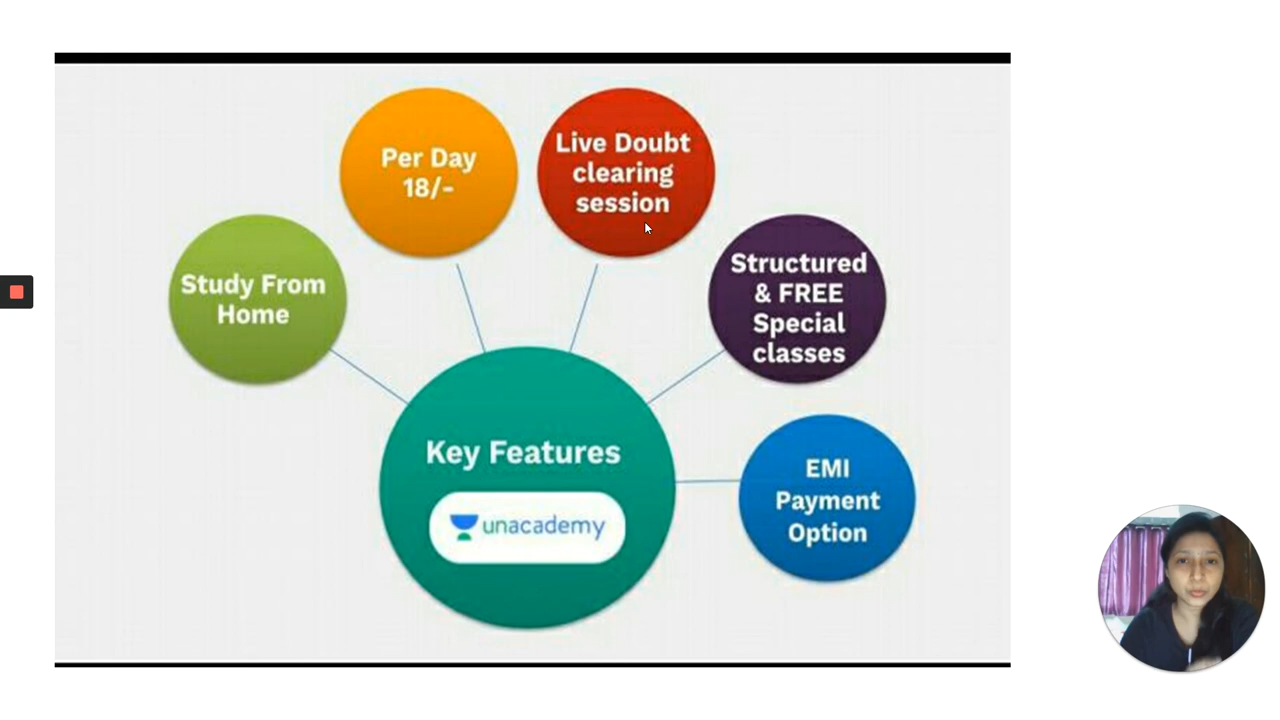 Per Day
18/-
Live Doubt
clearing
session
Study From
Home
Structured
& FREE
Special
classes
Key Features
unacademy
EMI
Payment
Option